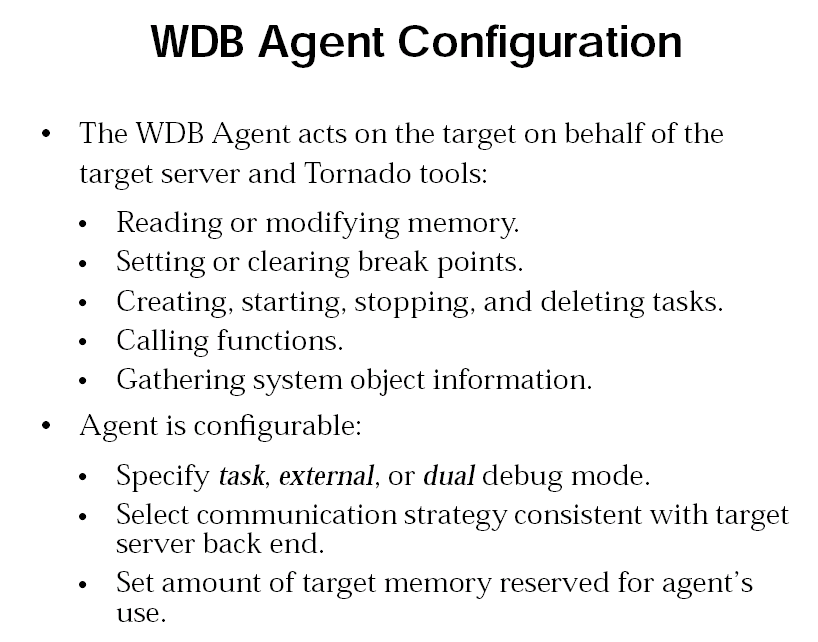 WDB Agent Configuration
• The WDB Agent acts on the target on behalf of the
target server and Tornado tools:
• Reading or modifying memory.
• Setting or clearing break points.
• Creating, starting, stopping, and deleting tasks.
• Calling functions.
• Gathering system object information.
• Agent is configurable:
• Specify task, external, or dual debug mode.
• Select communication strategy consistent with target
server back end.
• Set amount of target memory reserved for agent’s
use.